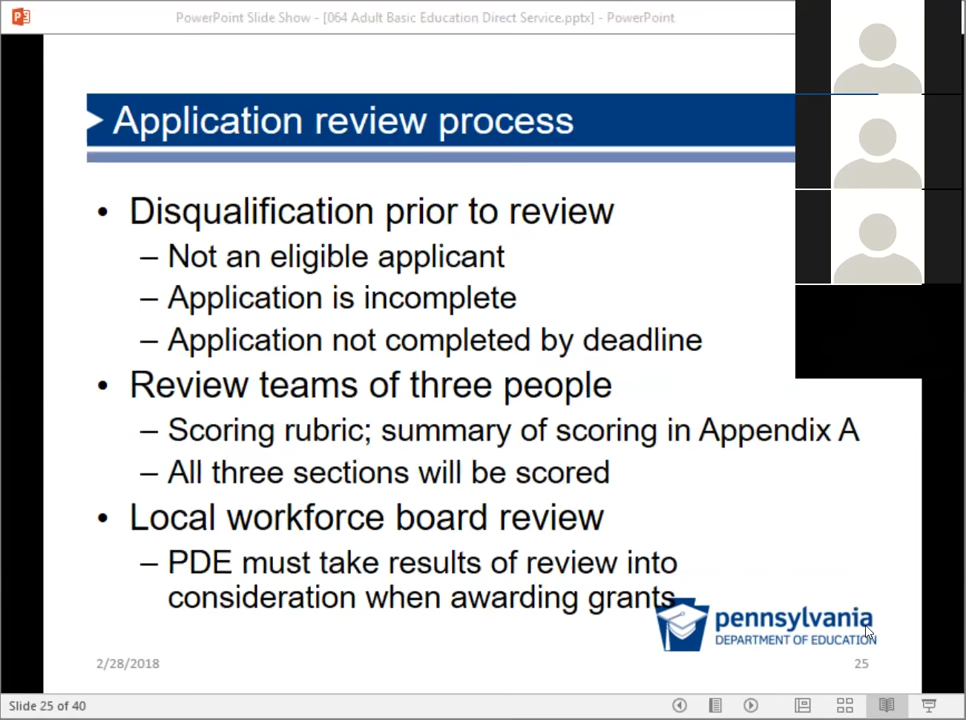 PowerPoint Slide Show - [064 Adult Basic Education Direct Service.pptx] - PowerPoint
Application review process
• Disqualification prior to review
– Not an eligible applicant
– Application is incomplete
– Application not completed by deadline
• Review teams of three people
– Scoring rubric; summary of scoring in Appendix A
– All three sections will be scored
• Local workforce board review
– PDE must take results of review into
consideration when awarding grants
pennsylvania
DEPARTMENT OF EDUCATION
2/28/2018
25
Slide 25 of 40